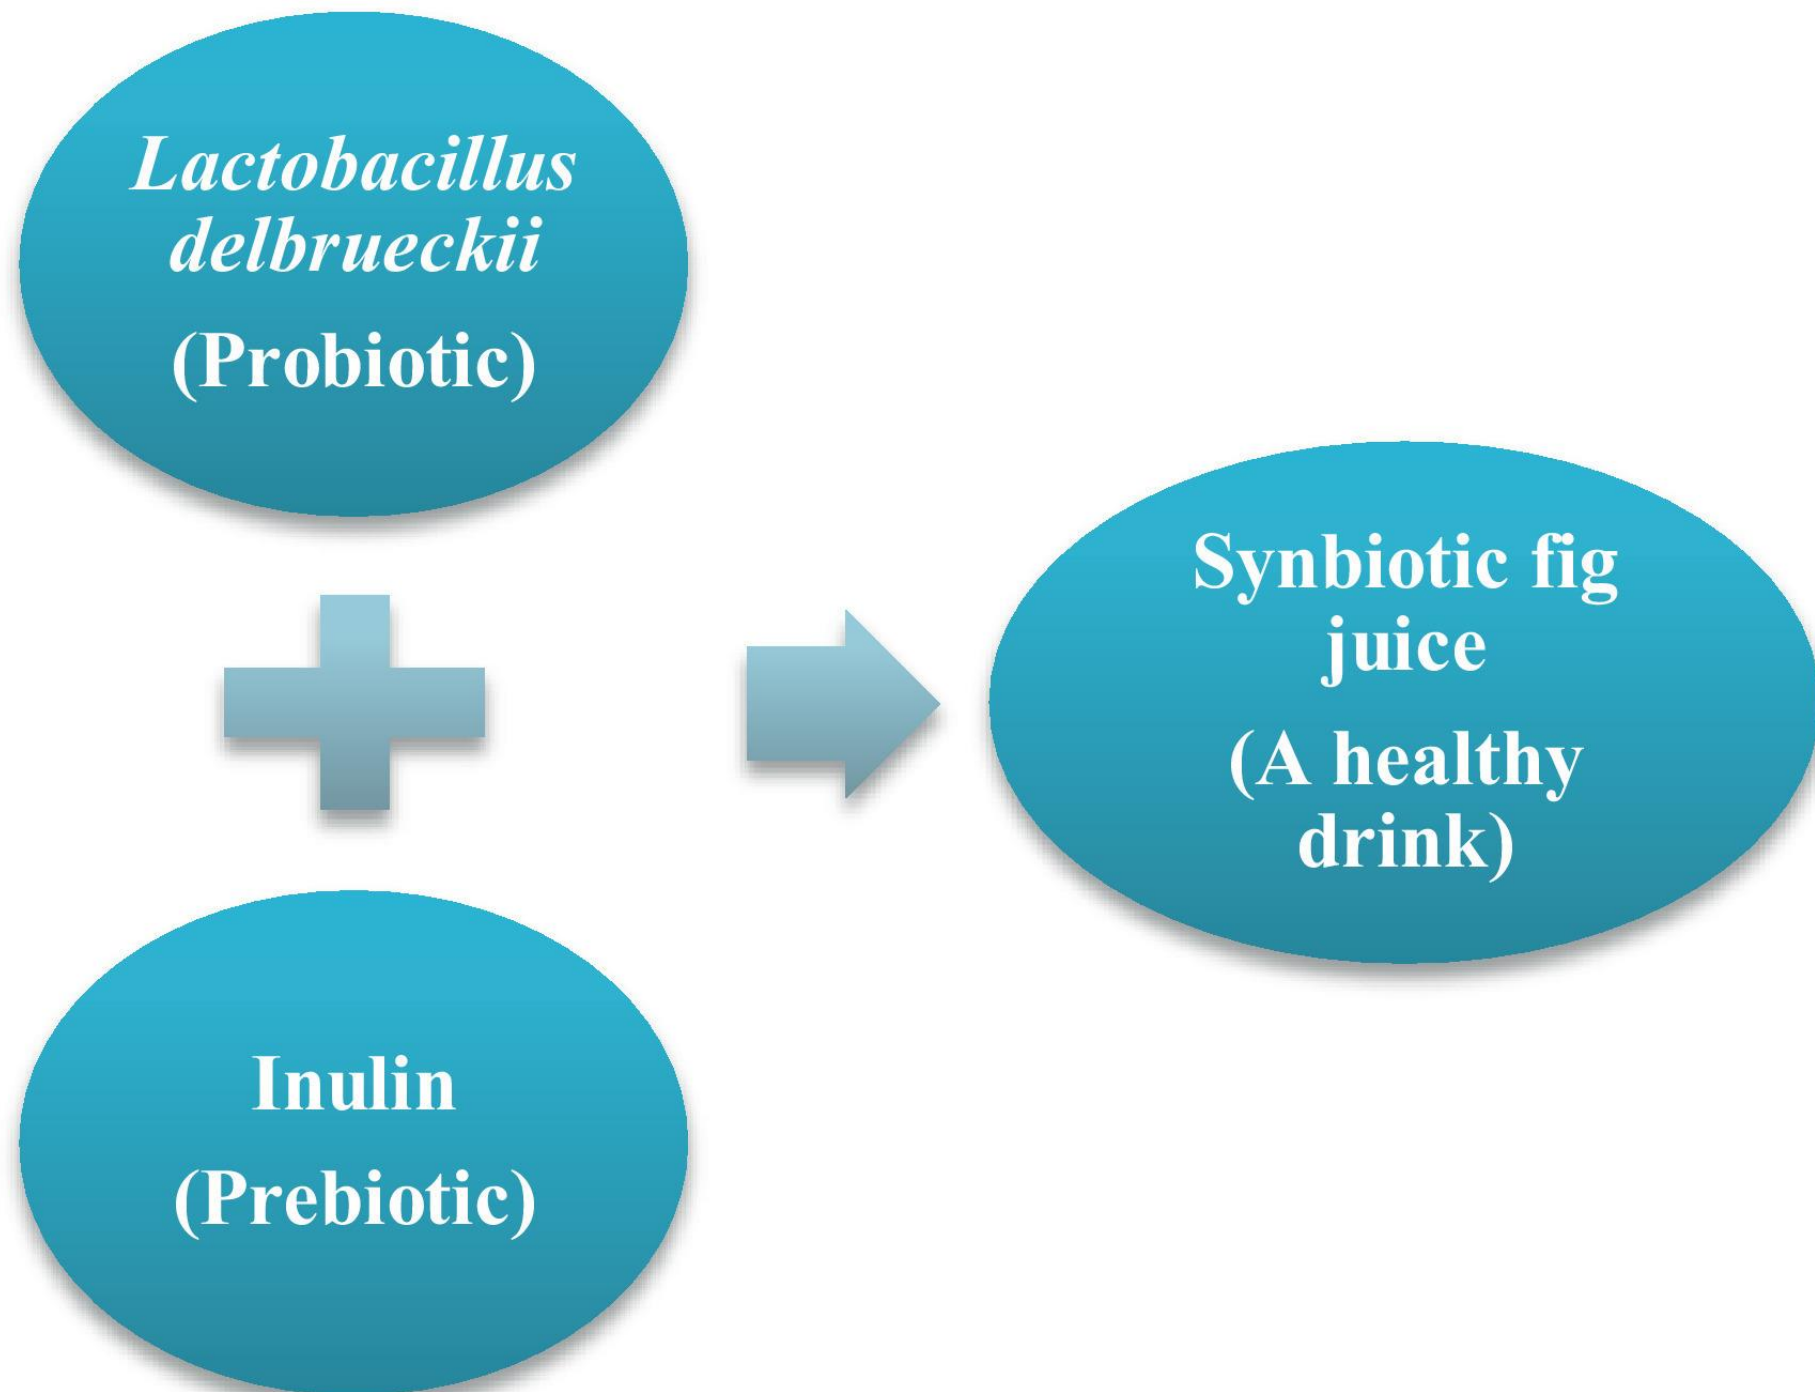 Lactobacillus
delbrueckii
(Probiotic)
Inulin
(Prebiotic)
Synbiotic fig
juice
(A healthy
drink)